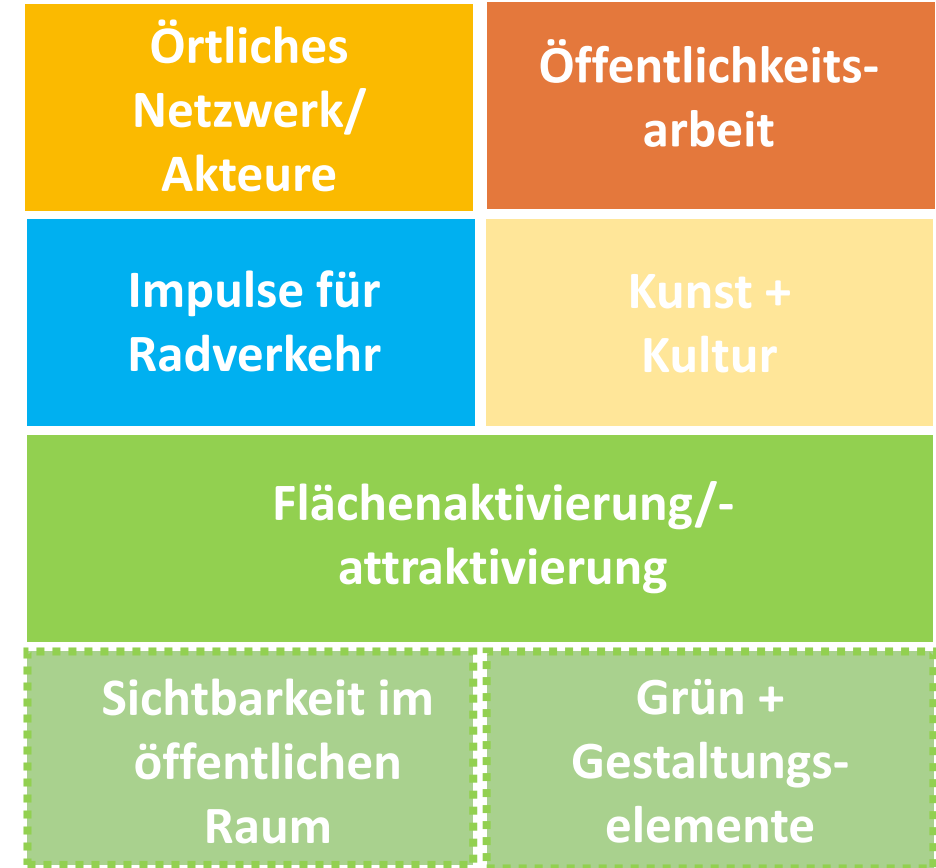 Örtliches
Netzwerk/
Akteure
Öffentlichkeits-
arbeit
Impulse für
Radverkehr
Kunst +
Kultur
Flächenaktivierung/-
attraktivierung
Sichtbarkeit im
öffentlichen
Raum
Grün +
Gestaltungs-
elemente